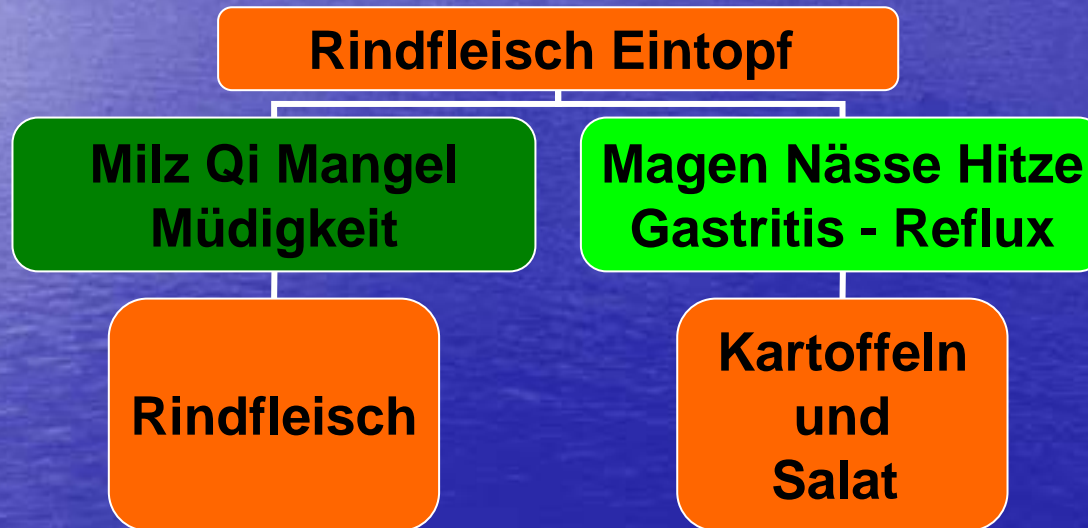 Rindfleisch Eintopf
Milz Qi Mangel
Müdigkeit
Magen Nässe Hitze
Gastritis - Reflux
Rindfleisch
Kartoffeln
und
Salat